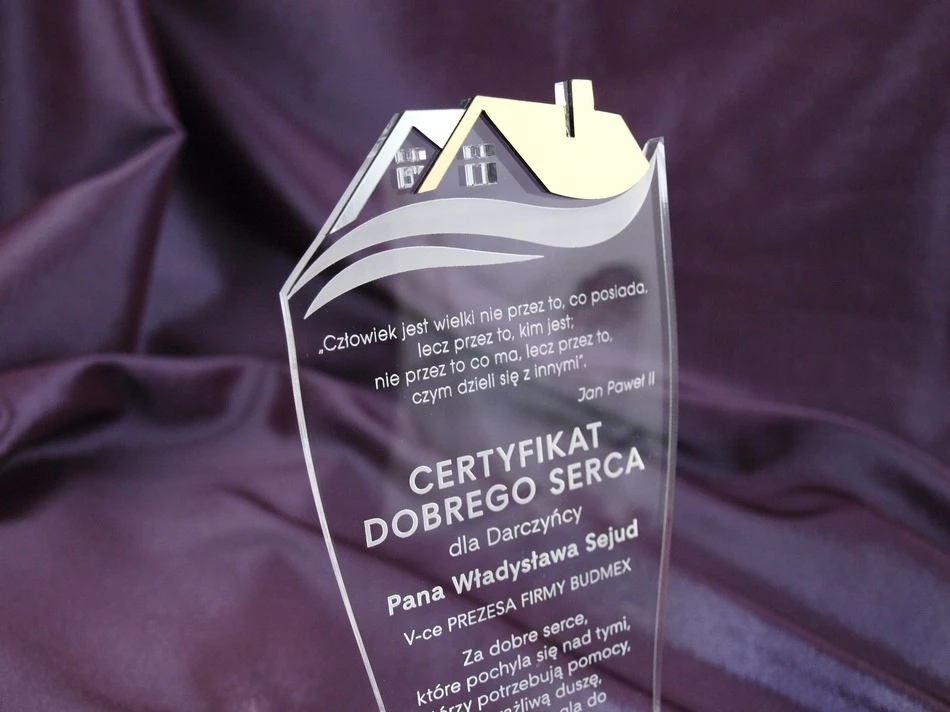 „Człowiek jest wielki nie przez to, co posiada,
lecz przez to, kim jest;
nie przez to co ma, lecz przez to,
czym dzieli się z innymi”.
Jan Paweł II
CERTYFIKAT
DOBREGO SERCA
dla Darczyńcy
Pana Władysława Sejud
V-ce PREZESA FIRMY BUDMEX
Za dobre serce,
które pochyla się nad tymi,
potrzebują pomocy,
duszę,
do